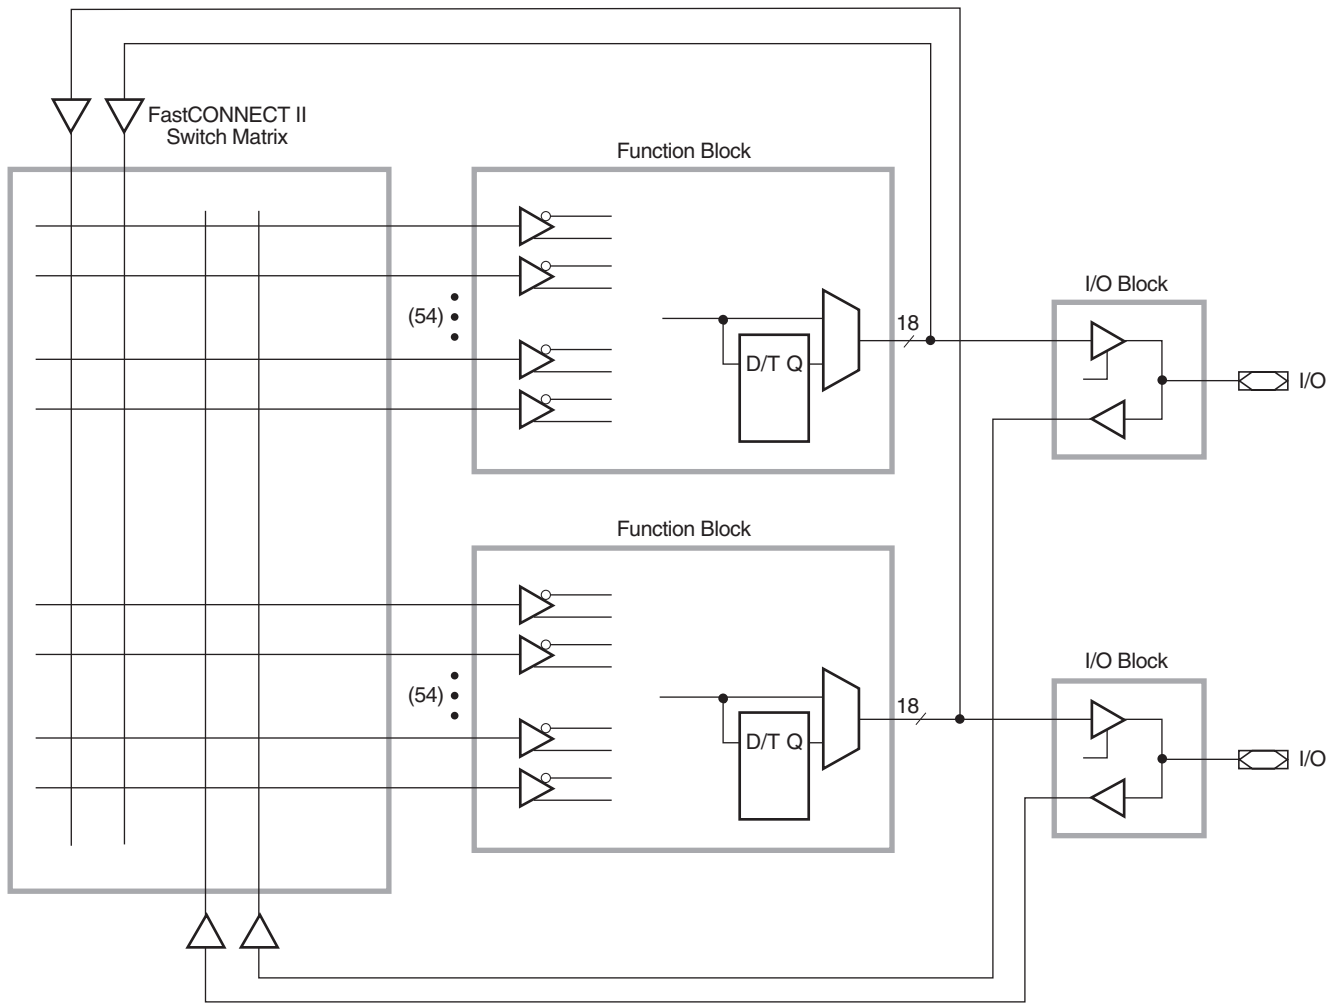 FastCONNECT II
Switch Matrix
Function Block
(54)
D/T Q
18
I/O Block
I/O
Function Block
(54)
D/T Q
18
I/O Block
I/O